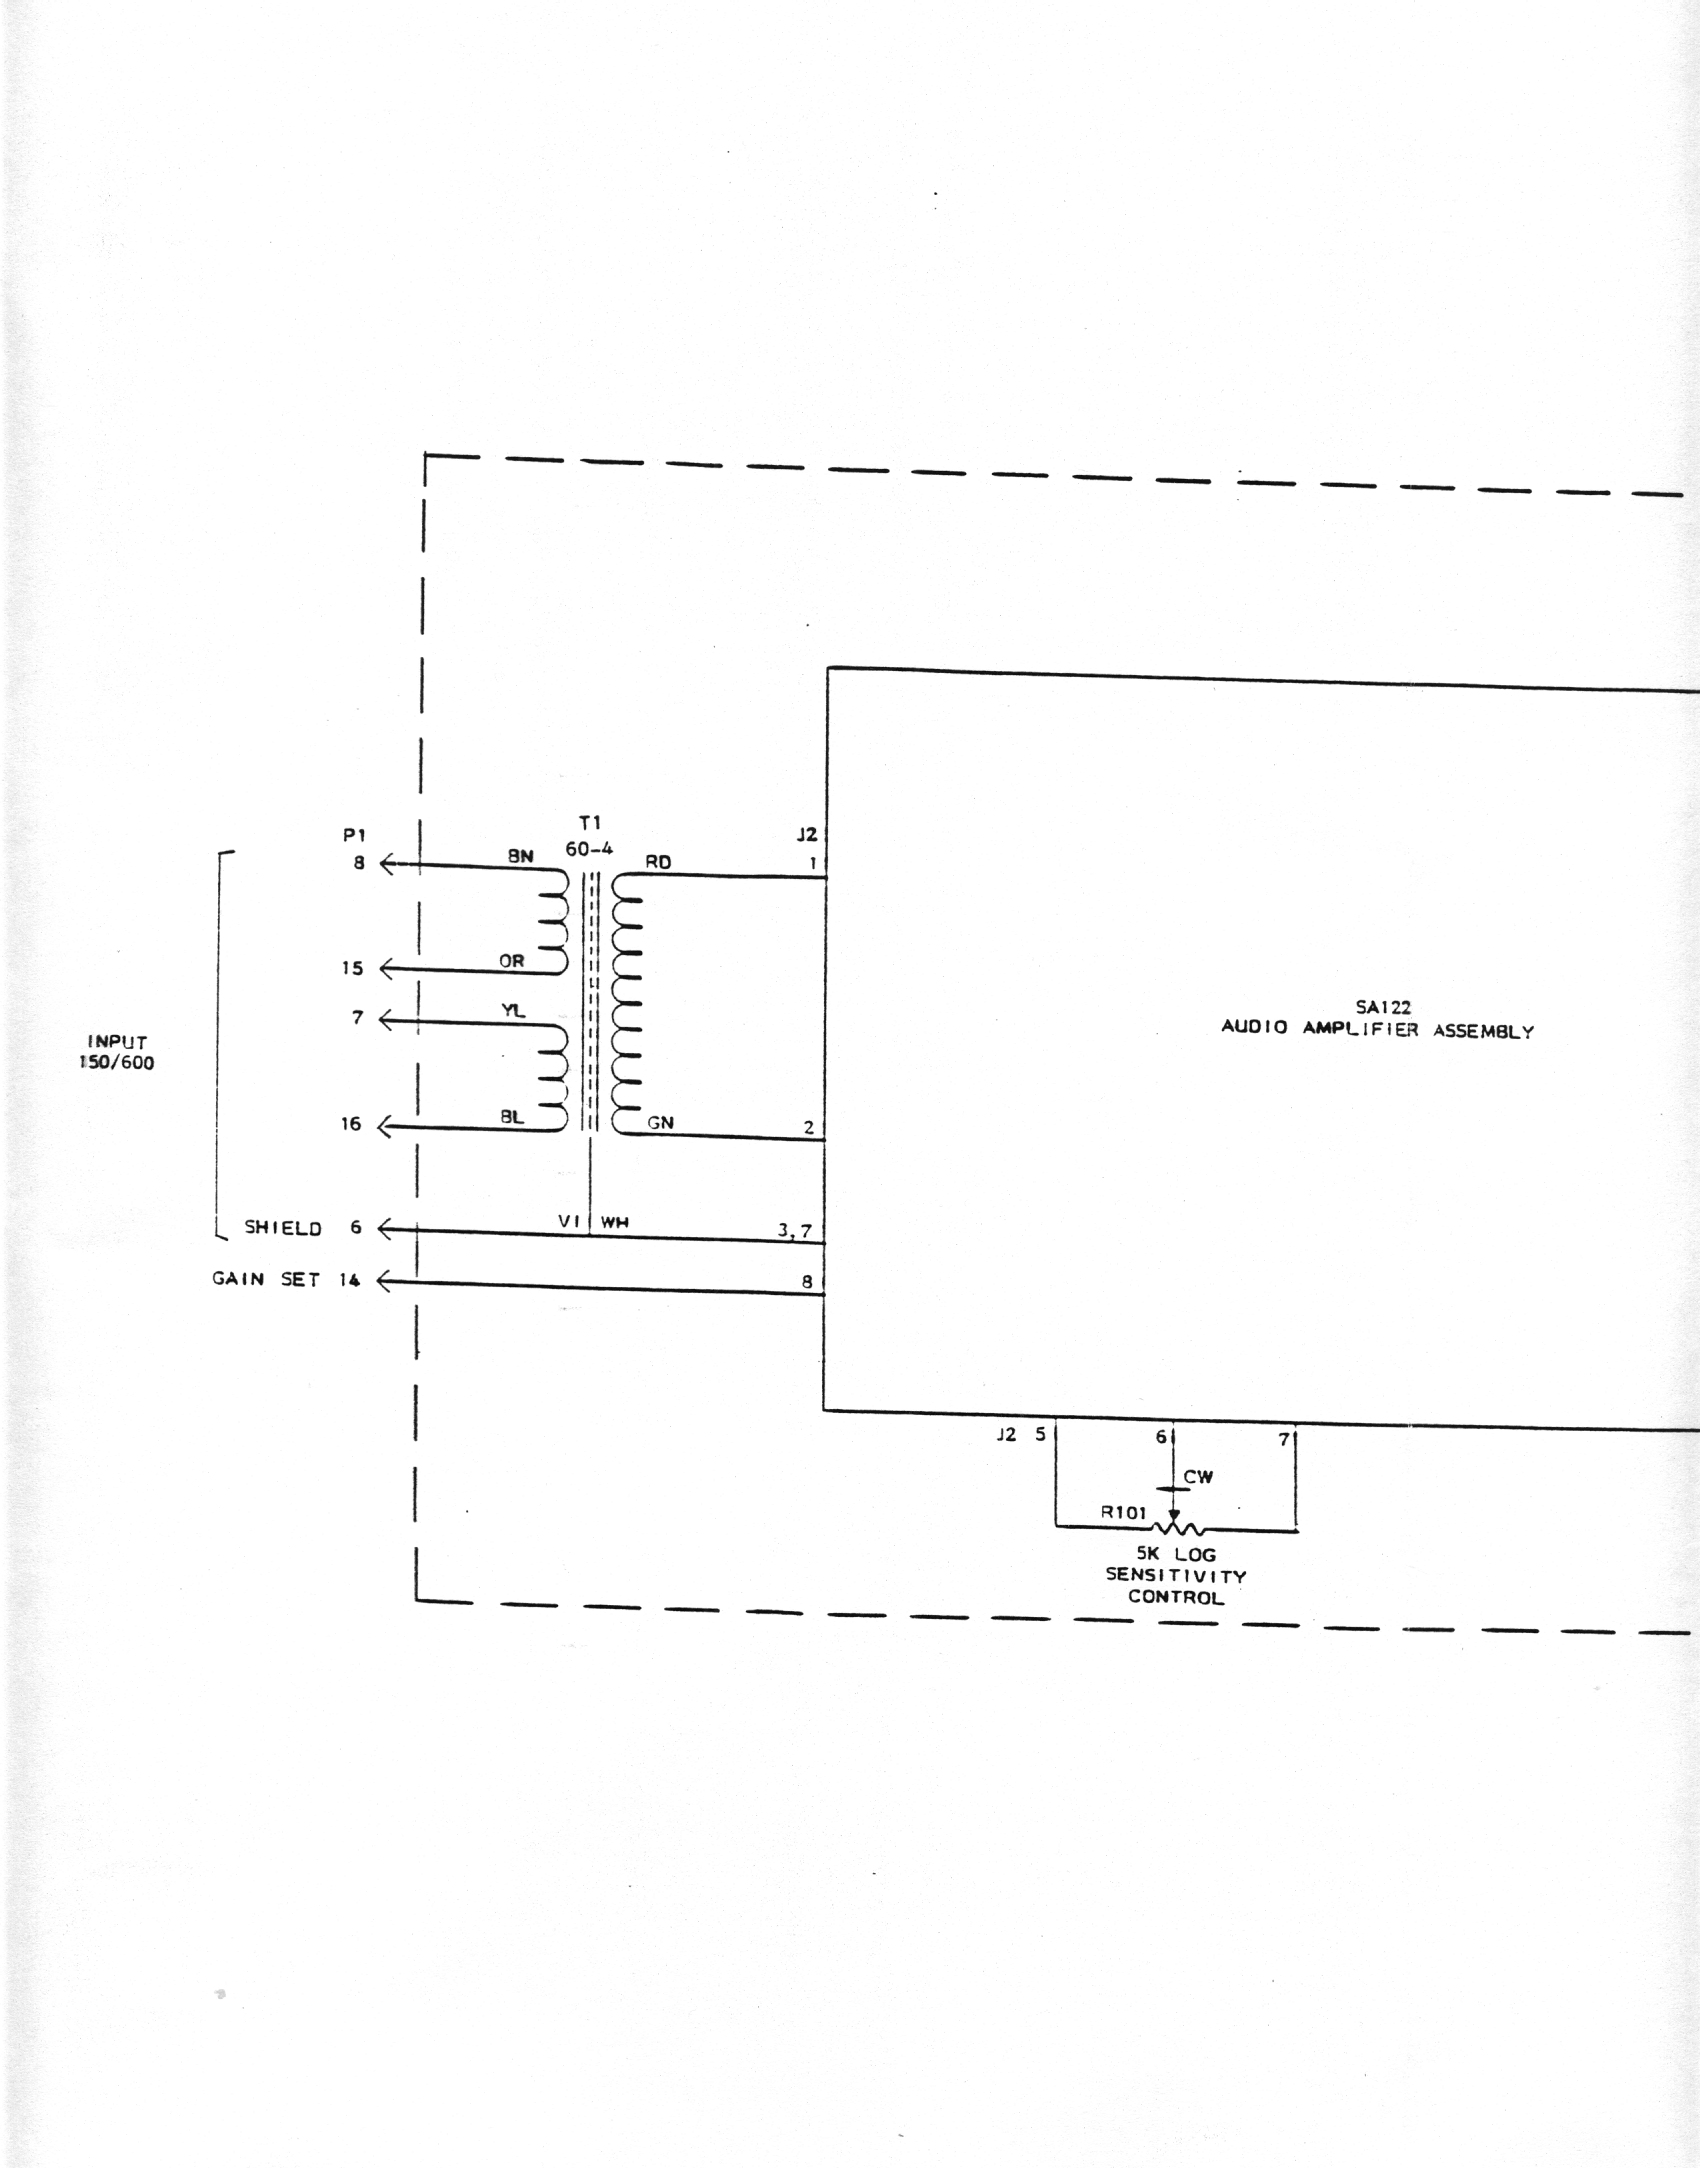 T1
P1
60-4
J2
8
BN
RD
1
15
OR
7
YL
SA122
AUDIO AMPLIFIER ASSEMBLY
INPUT
150/600
16
BL
GN
2
SHIELD 6
VI
WH
3,7
GAIN SET 14
8
J2 5
6
7
CW
R101
5K LOG
SENSITIVITY
CONTROL